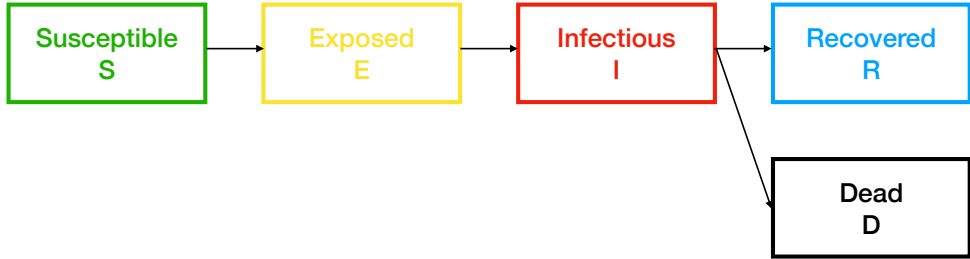 Susceptible
S
Exposed
E
Infectious
I
Recovered
R
Dead
D